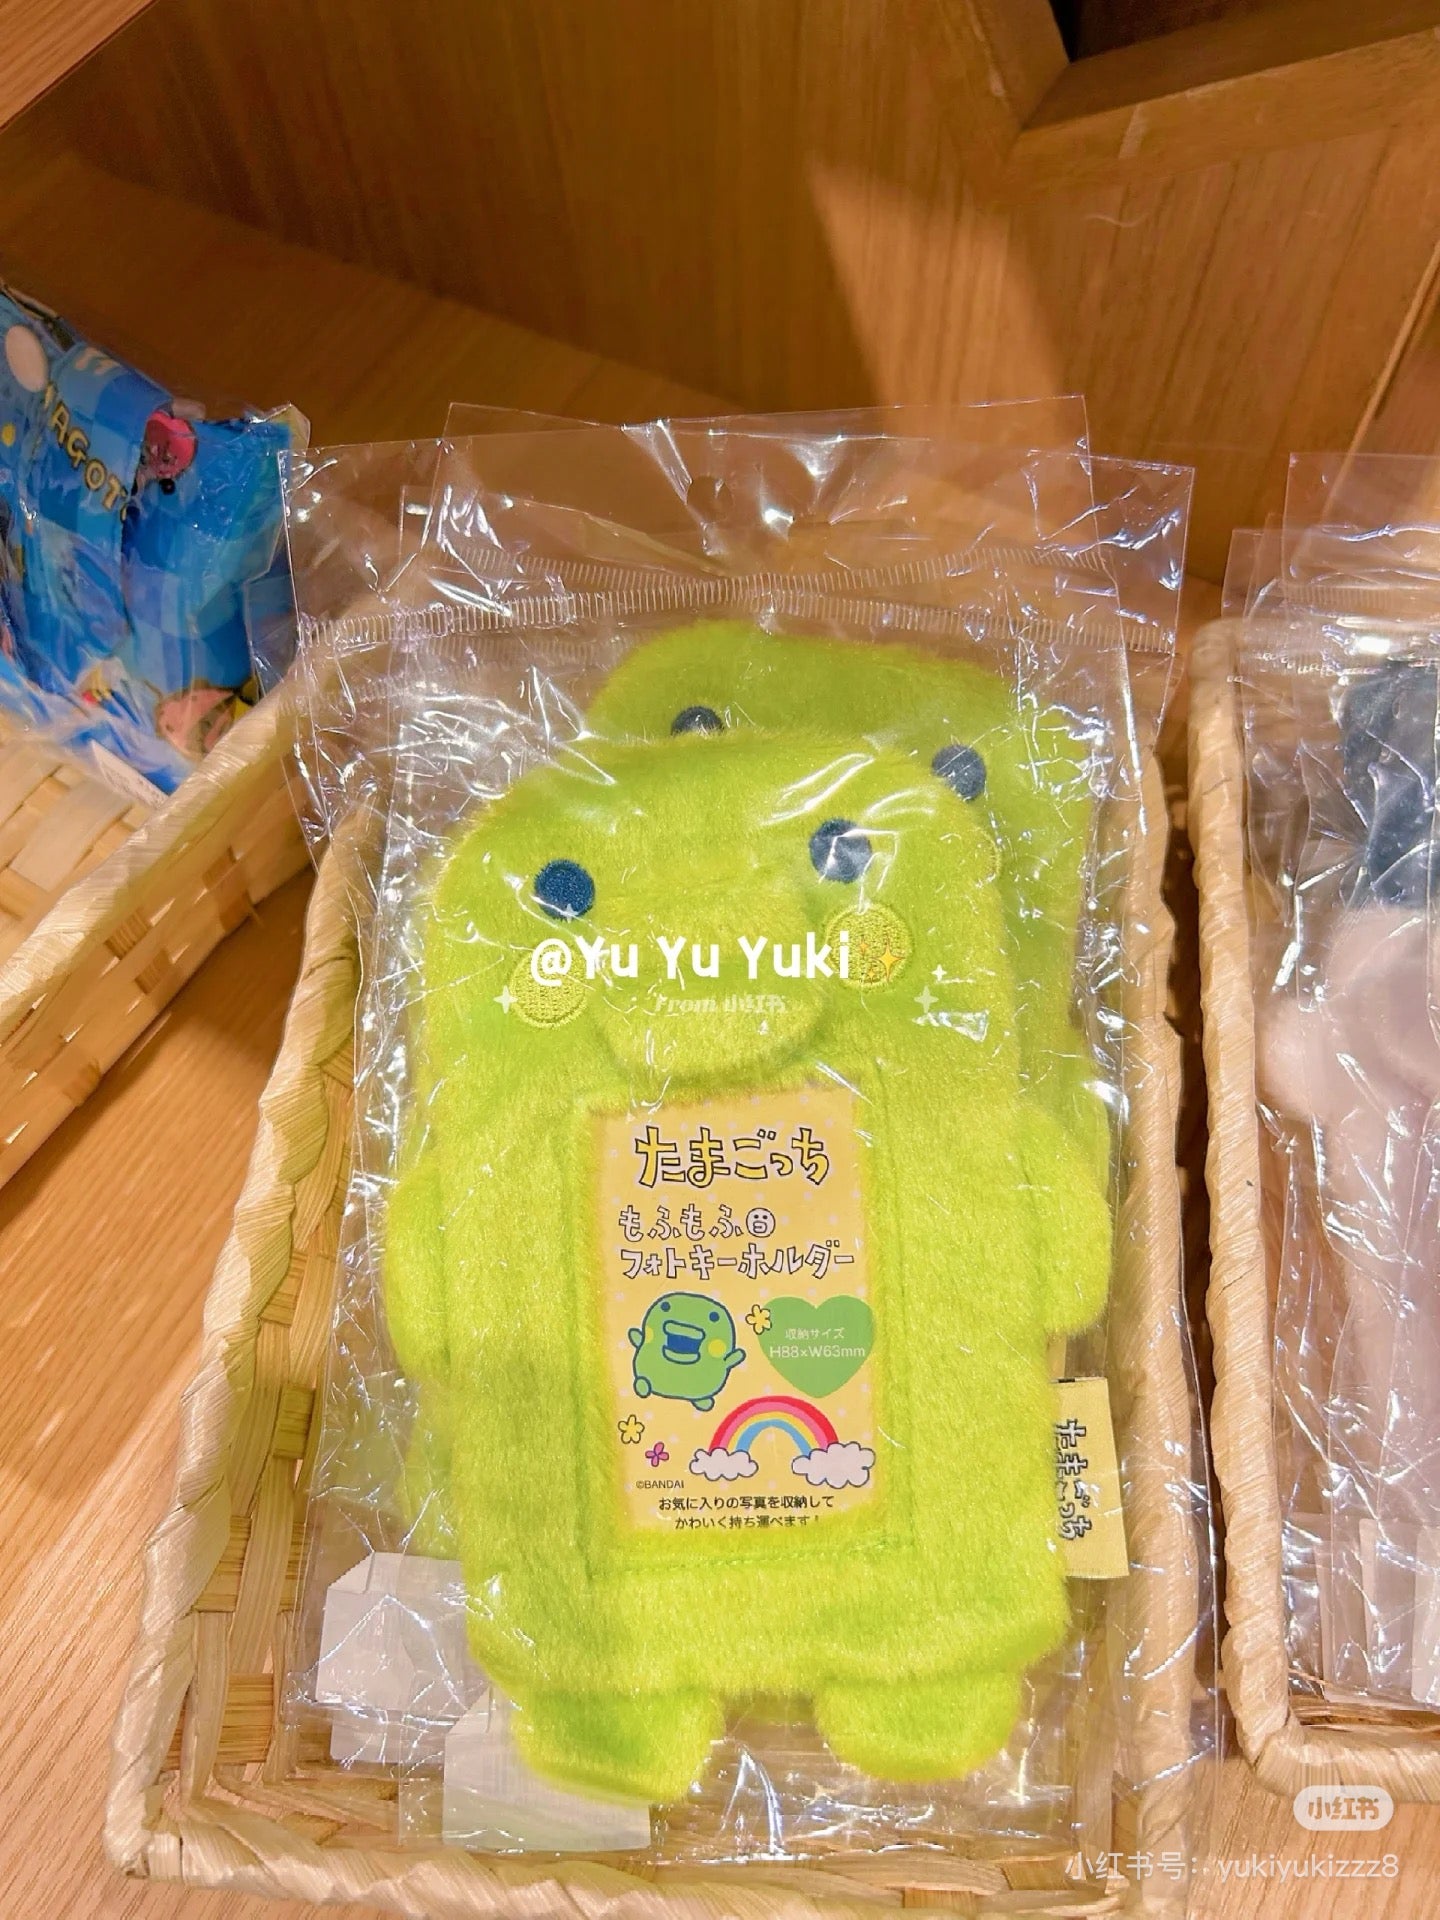 MAGOT
@Yu Yu Yuki
From 小红书
たまごっち
もふもふ
フォトキーホルダー
収納サイズ
H88×W63mm
©BANDAI
お気に入りの写真を収納して
かわいく持ち運べます！
たまごっち
小红书
小红书号：yukiyukizzz8